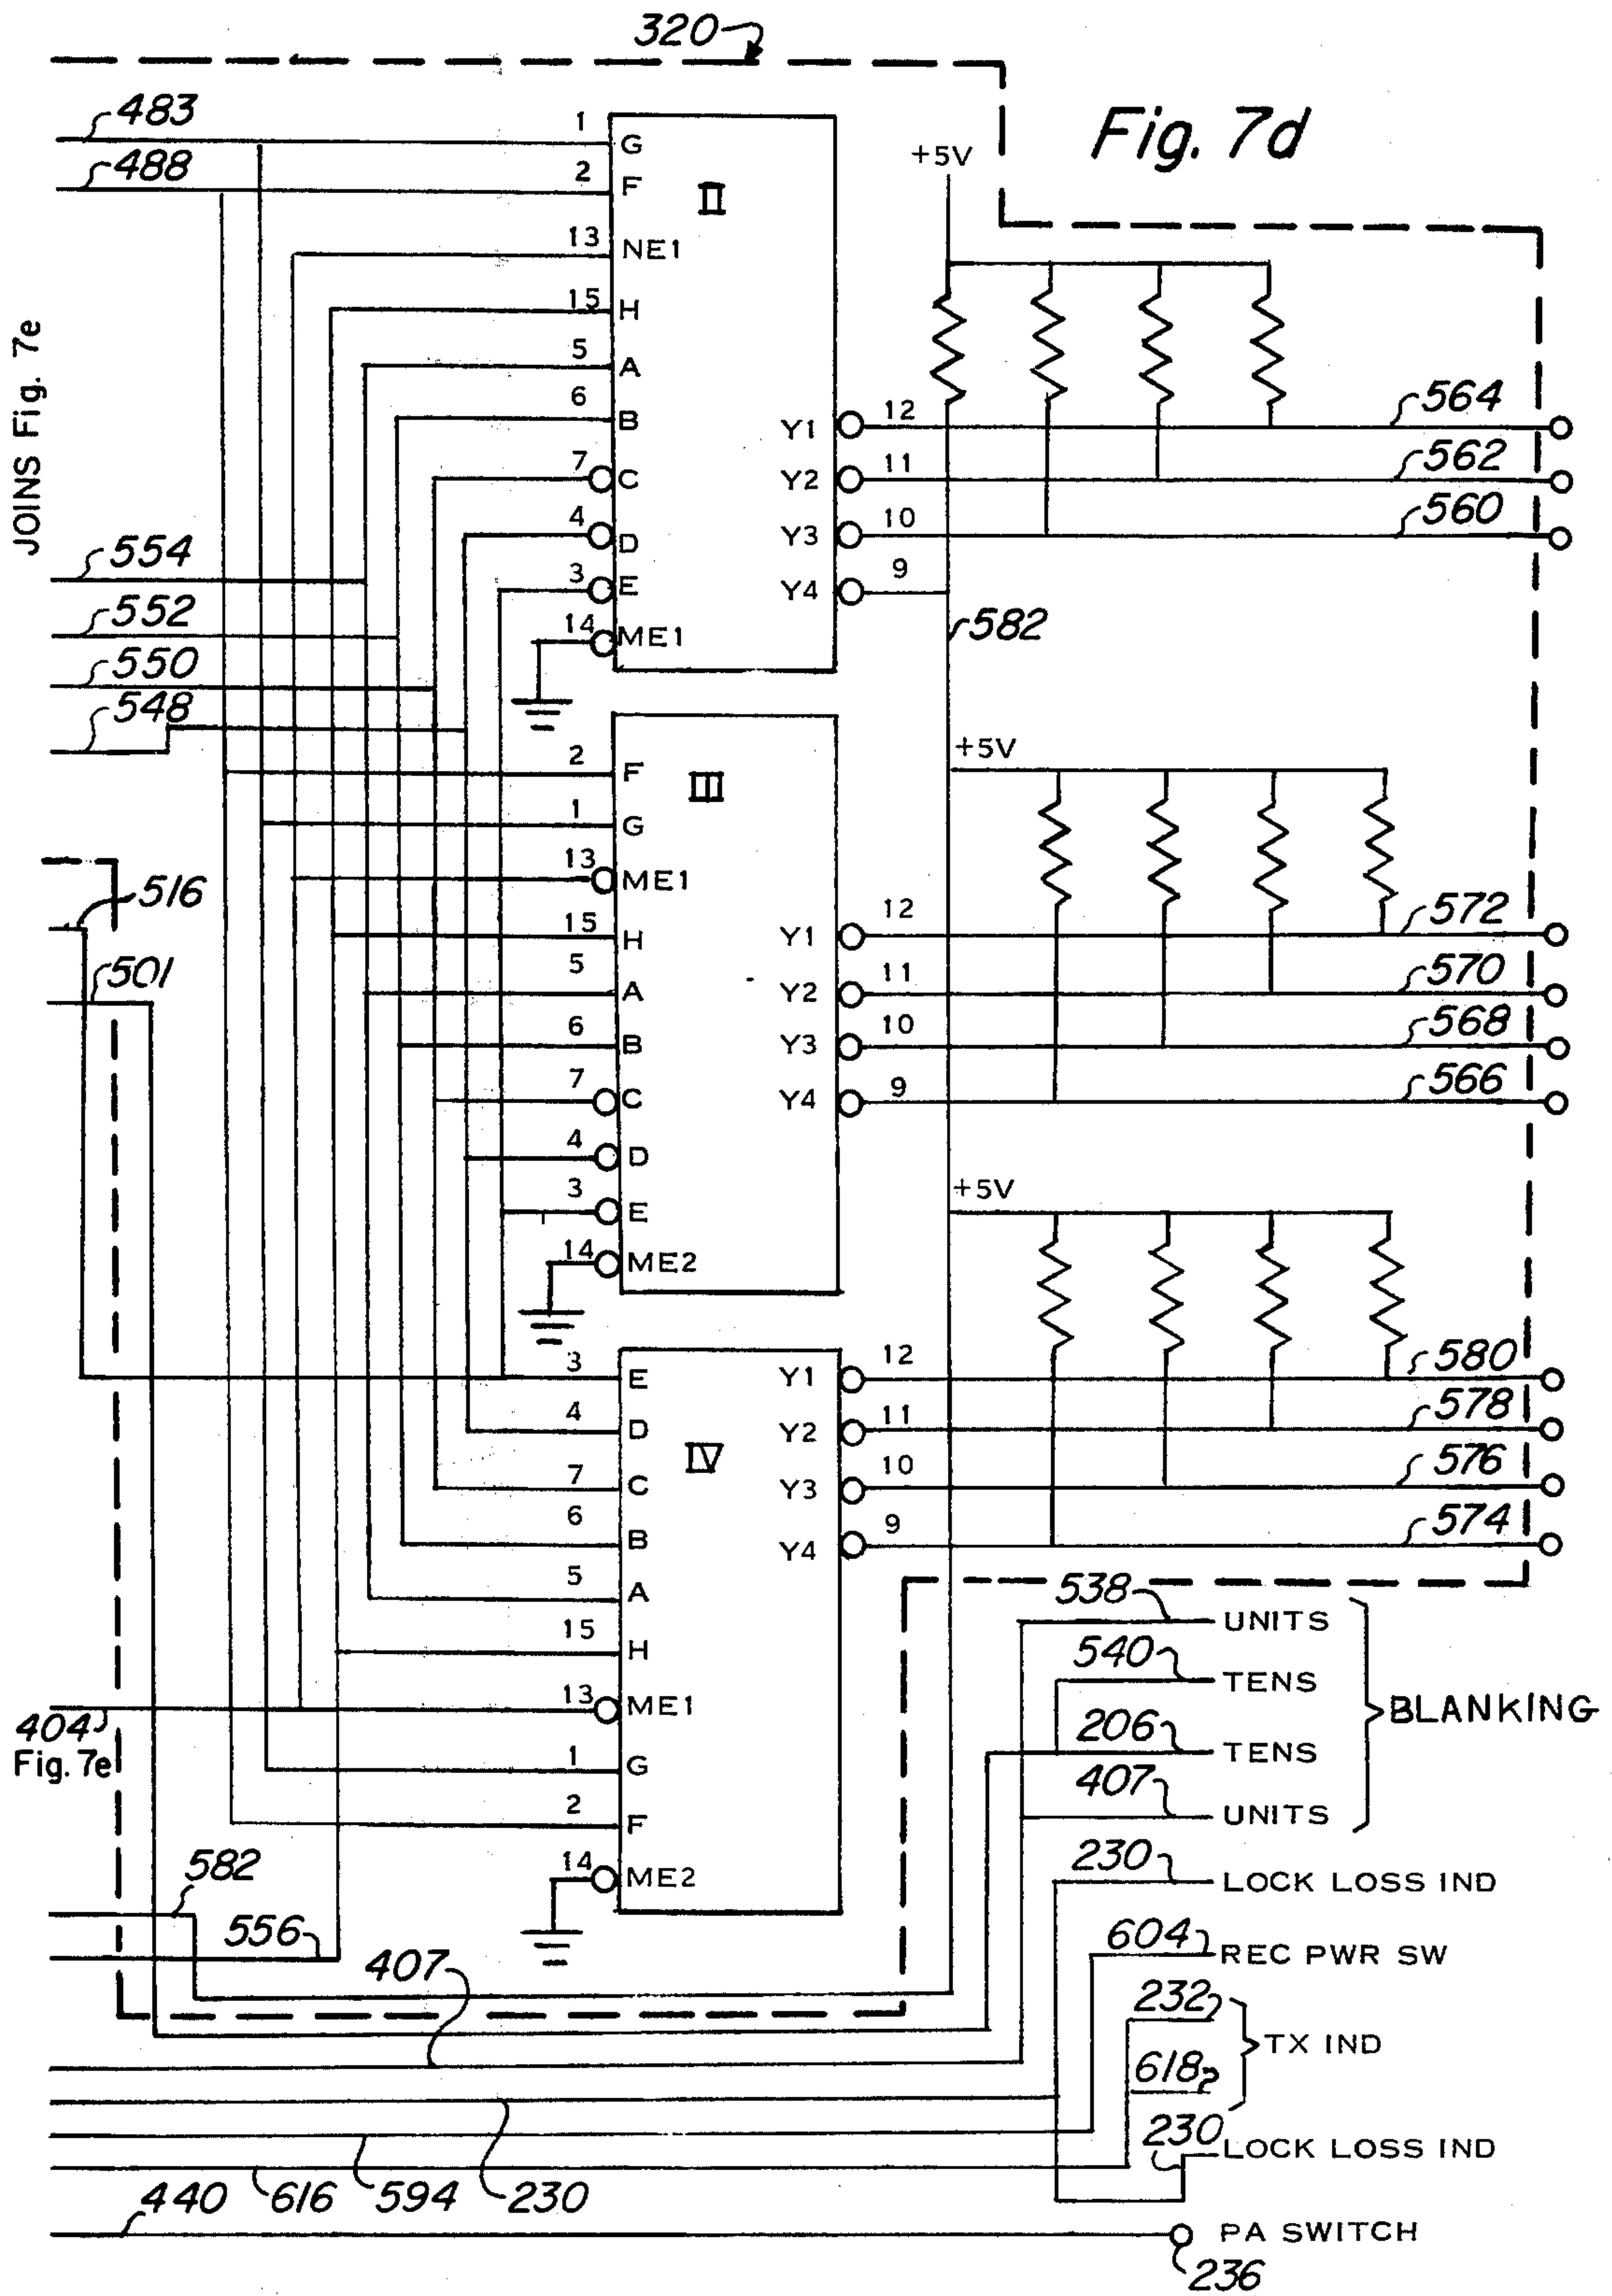 320
Fig. 7d
483
488
JOINS Fig. 7e
554
552
550
548
516
501
404
Fig. 7e
582
556
1 G
2 F
13 NE1
15 H
5 A
6 B
7 C
4 D
3 E
14 ME1
II
Y1 12
Y2 11
Y3 10
Y4 9
+5V
564
562
560
582
2 F
1 G
13 ME1
15 H
5 A
6 B
7 C
4 D
3 E
14 ME2
III
Y1 12
Y2 11
Y3 10
Y4 9
+5V
572
570
568
566
3 E
4 D
7 C
6 B
5 A
15 H
13 ME1
1 G
2 F
14 ME2
IV
Y1 12
Y2 11
Y3 10
Y4 9
+5V
580
578
576
574
538 UNITS
540 TENS
206 TENS
407 UNITS
BLANKING
230 LOCK LOSS IND
604 REC PWR SW
232
618
TX IND
230 LOCK LOSS IND
407
616
594
230
440
PA SWITCH
236